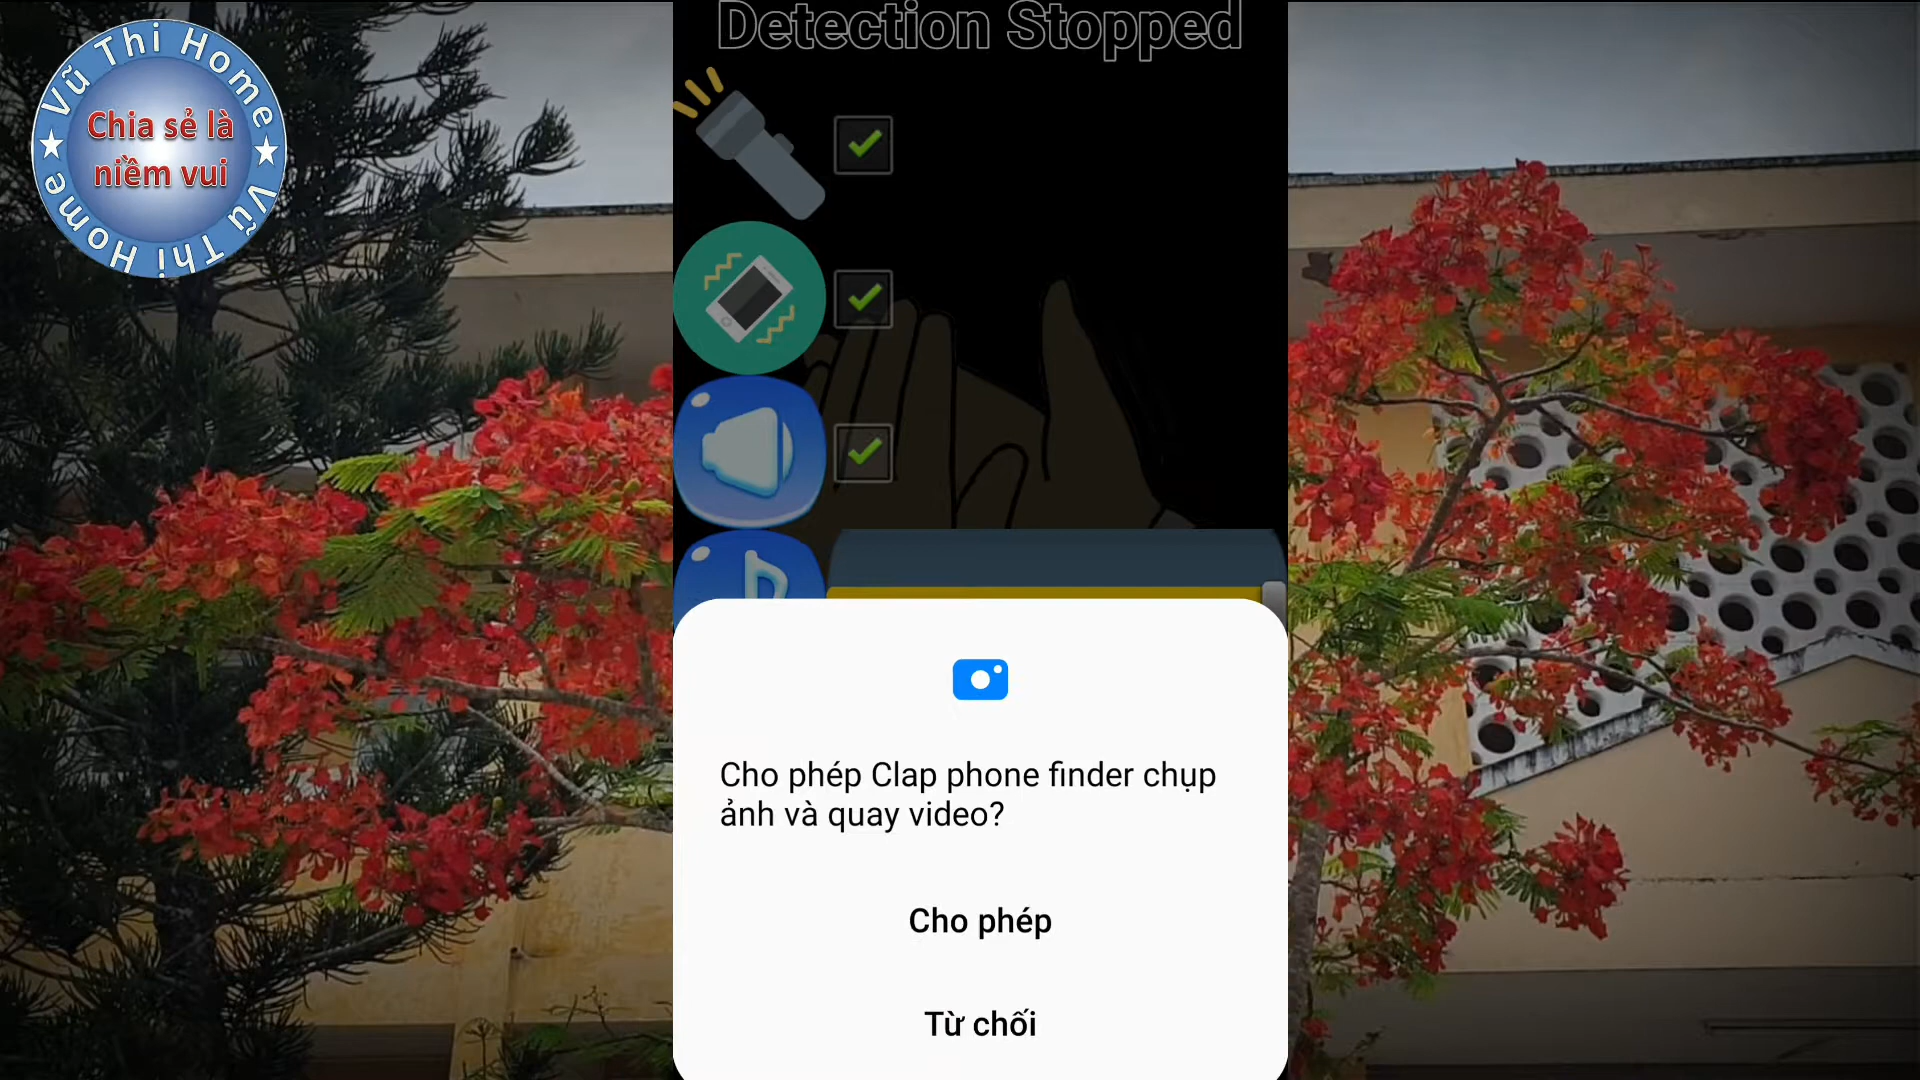 Vũ Thi Home ★ Vũ Thi Home ★
Chia sẻ là
niềm vui
Detection Stopped
Cho phép Clap phone finder chụp
ảnh và quay video?
Cho phép
Từ chối